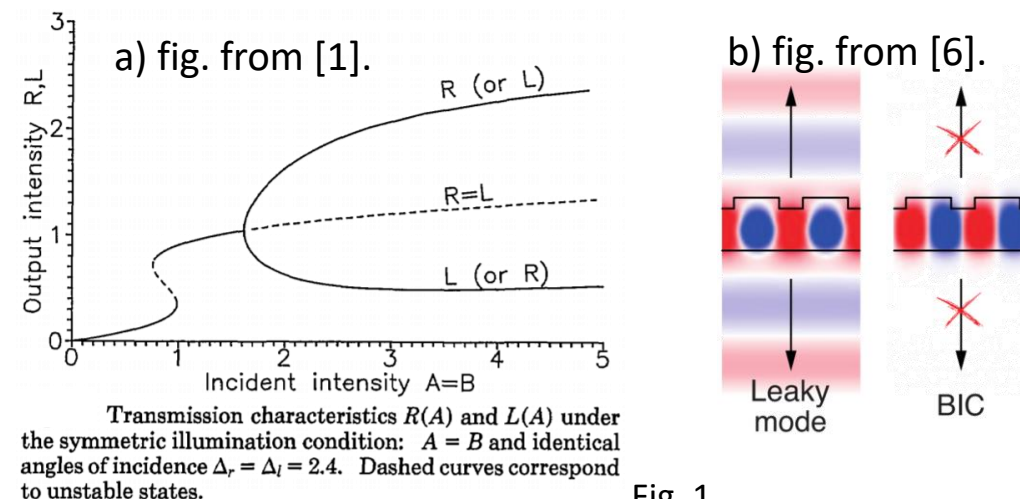 a) fig. from [1].
3
2
1
0
Output intensity R,L
R (or L)
R=L
L (or R)
0 1 2 3 4 5
Incident intensity A=B
Transmission characteristics R(A) and L(A) under
the symmetric illumination condition: A = B and identical
angles of incidence Δr = Δl = 2.4. Dashed curves correspond
to unstable states.
b) fig. from [6].
Leaky
mode
BIC
Fig. 1